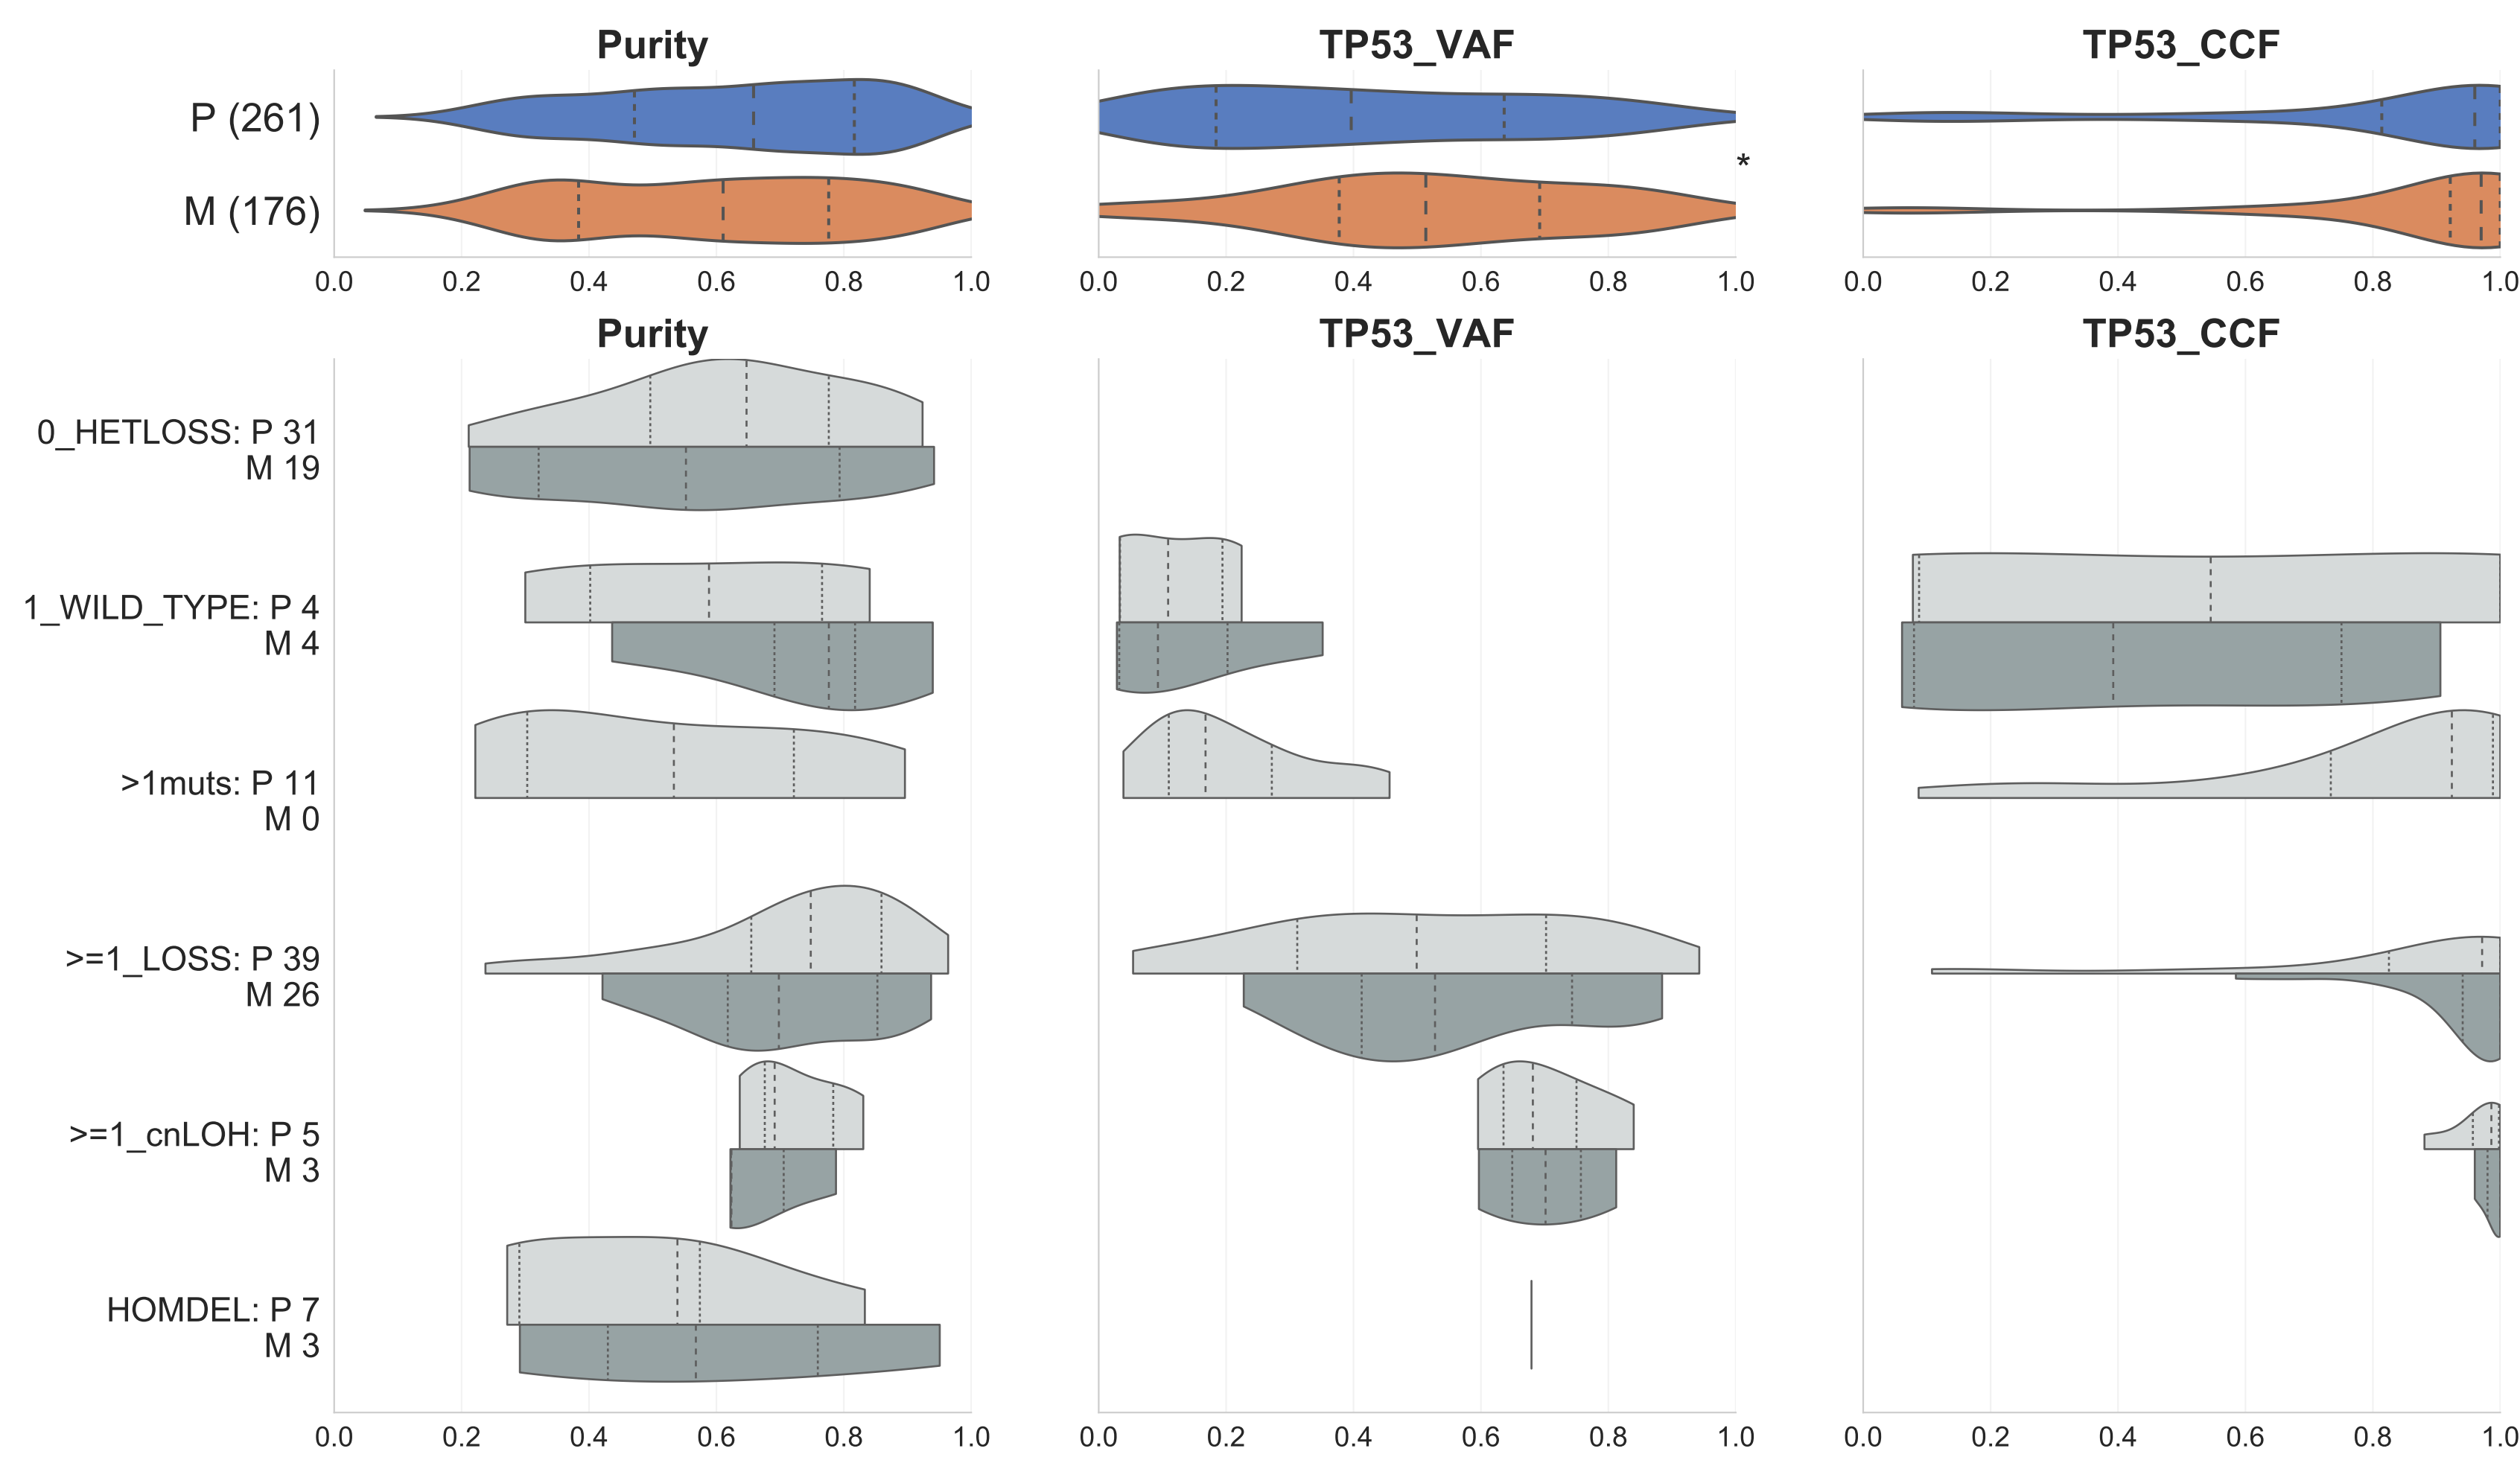 Purity TP53_VAF TP53_CCF
P (261)
*
M (176)
0.0 0.2 0.4 0.6 0.8 1.0 0.0 0.2 0.4 0.6 0.8 1.0 0.0 0.2 0.4 0.6 0.8 1.0
Purity TP53_VAF TP53_CCF
0_HETLOSS: P 31
M 19
1_WILD_TYPE: P 4
M 4
>1muts: P 11
M 0
>=1_LOSS: P 39
M 26
>=1_cnLOH: P 5
M 3
HOMDEL: P 7
M 3
0.0 0.2 0.4 0.6 0.8 1.0 0.0 0.2 0.4 0.6 0.8 1.0 0.0 0.2 0.4 0.6 0.8 1.0